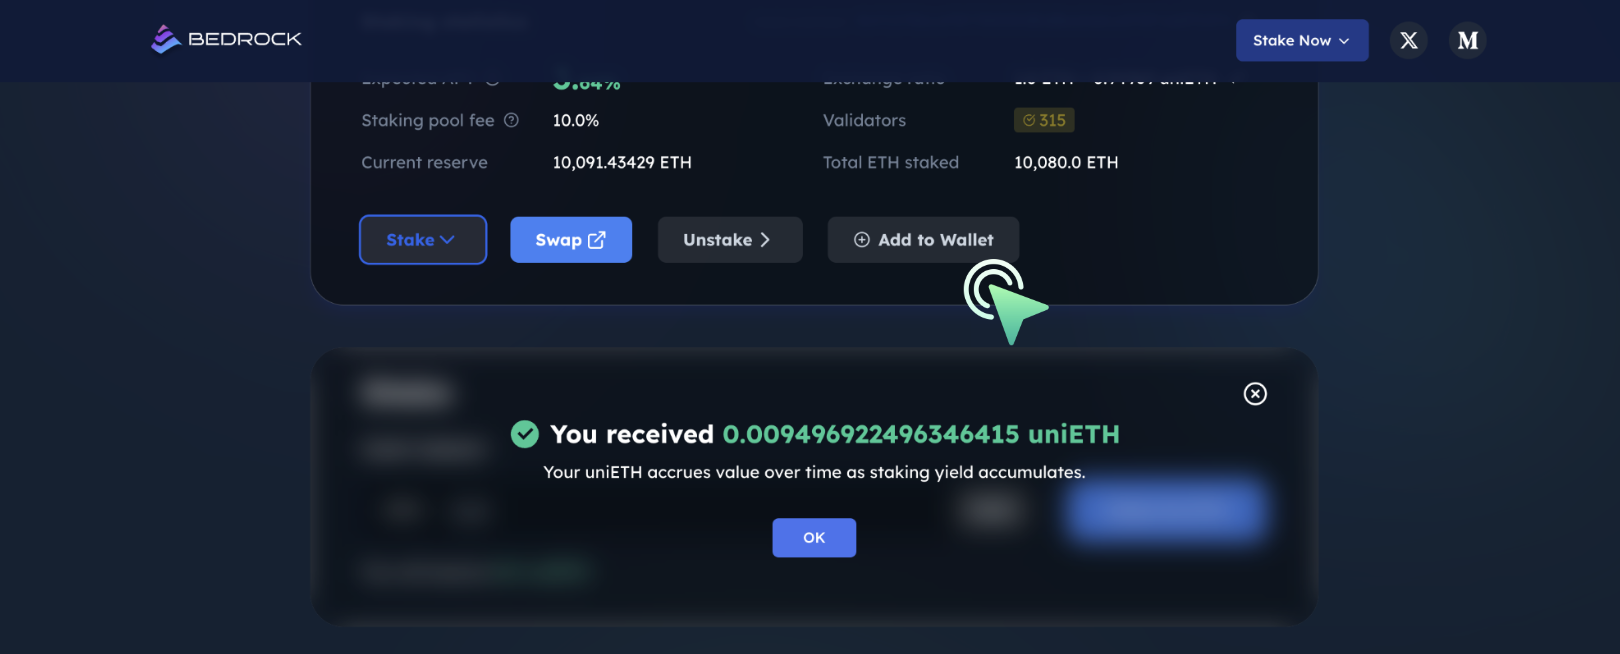 BEDROCK
Stake Now
Staking pool fee 10.0% Validators 315
Current reserve 10,091.43429 ETH Total ETH staked 10,080.0 ETH
Stake Swap Unstake Add to Wallet
You received 0.009496922496346415 uniETH
Your uniETH accrues value over time as staking yield accumulates.
OK